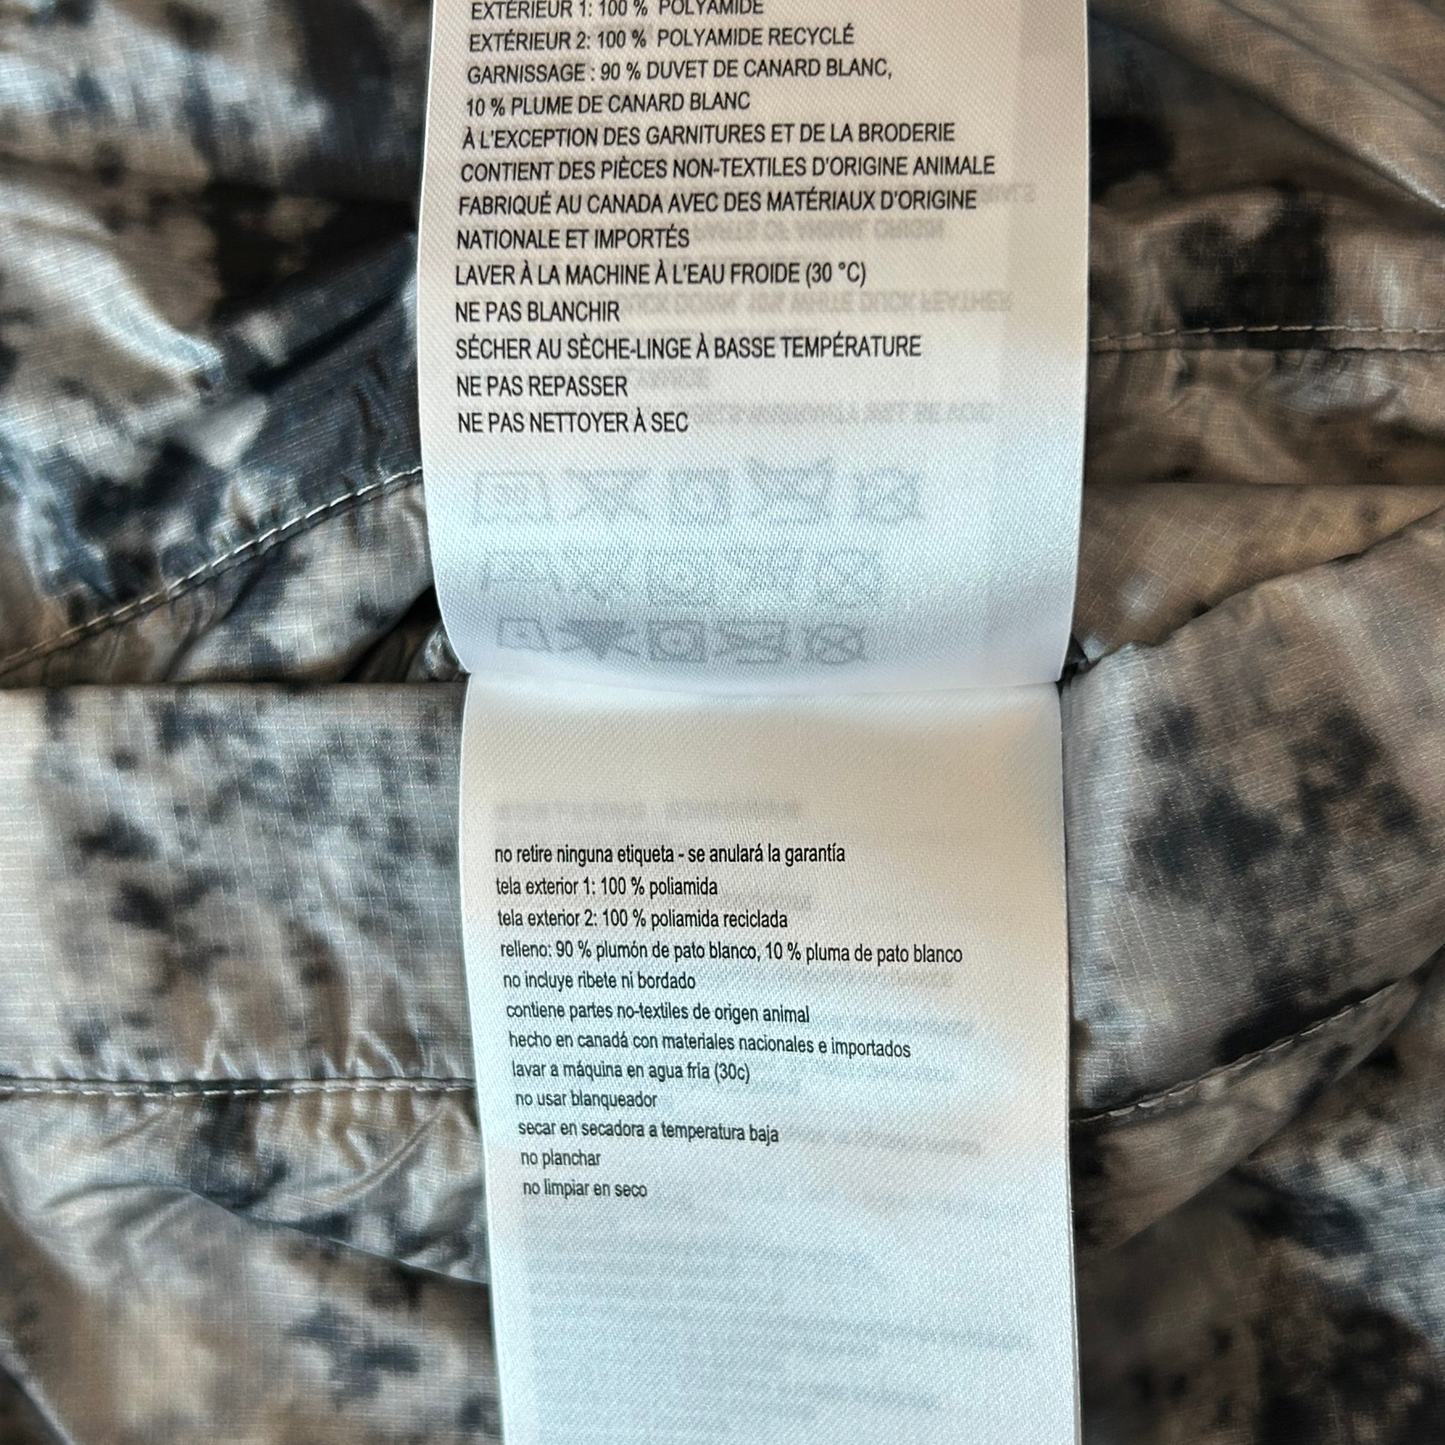 EXTÉRIEUR 1: 100 % POLYAMIDE
EXTÉRIEUR 2: 100 % POLYAMIDE RECYCLÉ
GARNISSAGE : 90 % DUVET DE CANARD BLANC,
10 % PLUME DE CANARD BLANC
À L'EXCEPTION DES GARNITURES ET DE LA BRODERIE
CONTIENT DES PIÈCES NON-TEXTILES D'ORIGINE ANIMALE
FABRIQUÉ AU CANADA AVEC DES MATÉRIAUX D'ORIGINE
NATIONALE ET IMPORTÉS
LAVER À LA MACHINE À L'EAU FROIDE (30 °C)
NE PAS BLANCHIR
SÉCHER AU SÈCHE-LINGE À BASSE TEMPÉRATURE
NE PAS REPASSER
NE PAS NETTOYER À SEC
no retire ninguna etiqueta - se anulará la garantía
tela exterior 1: 100 % poliamida
tela exterior 2: 100 % poliamida reciclada
relleno: 90 % plumón de pato blanco, 10 % pluma de pato blanco
no incluye ribete ni bordado
contiene partes no-textiles de origen animal
hecho en canadá con materiales nacionales e importados
lavar a máquina en agua fria (30c)
no usar blanqueador
secar en secadora a temperatura baja
no planchar
no limpiar en seco